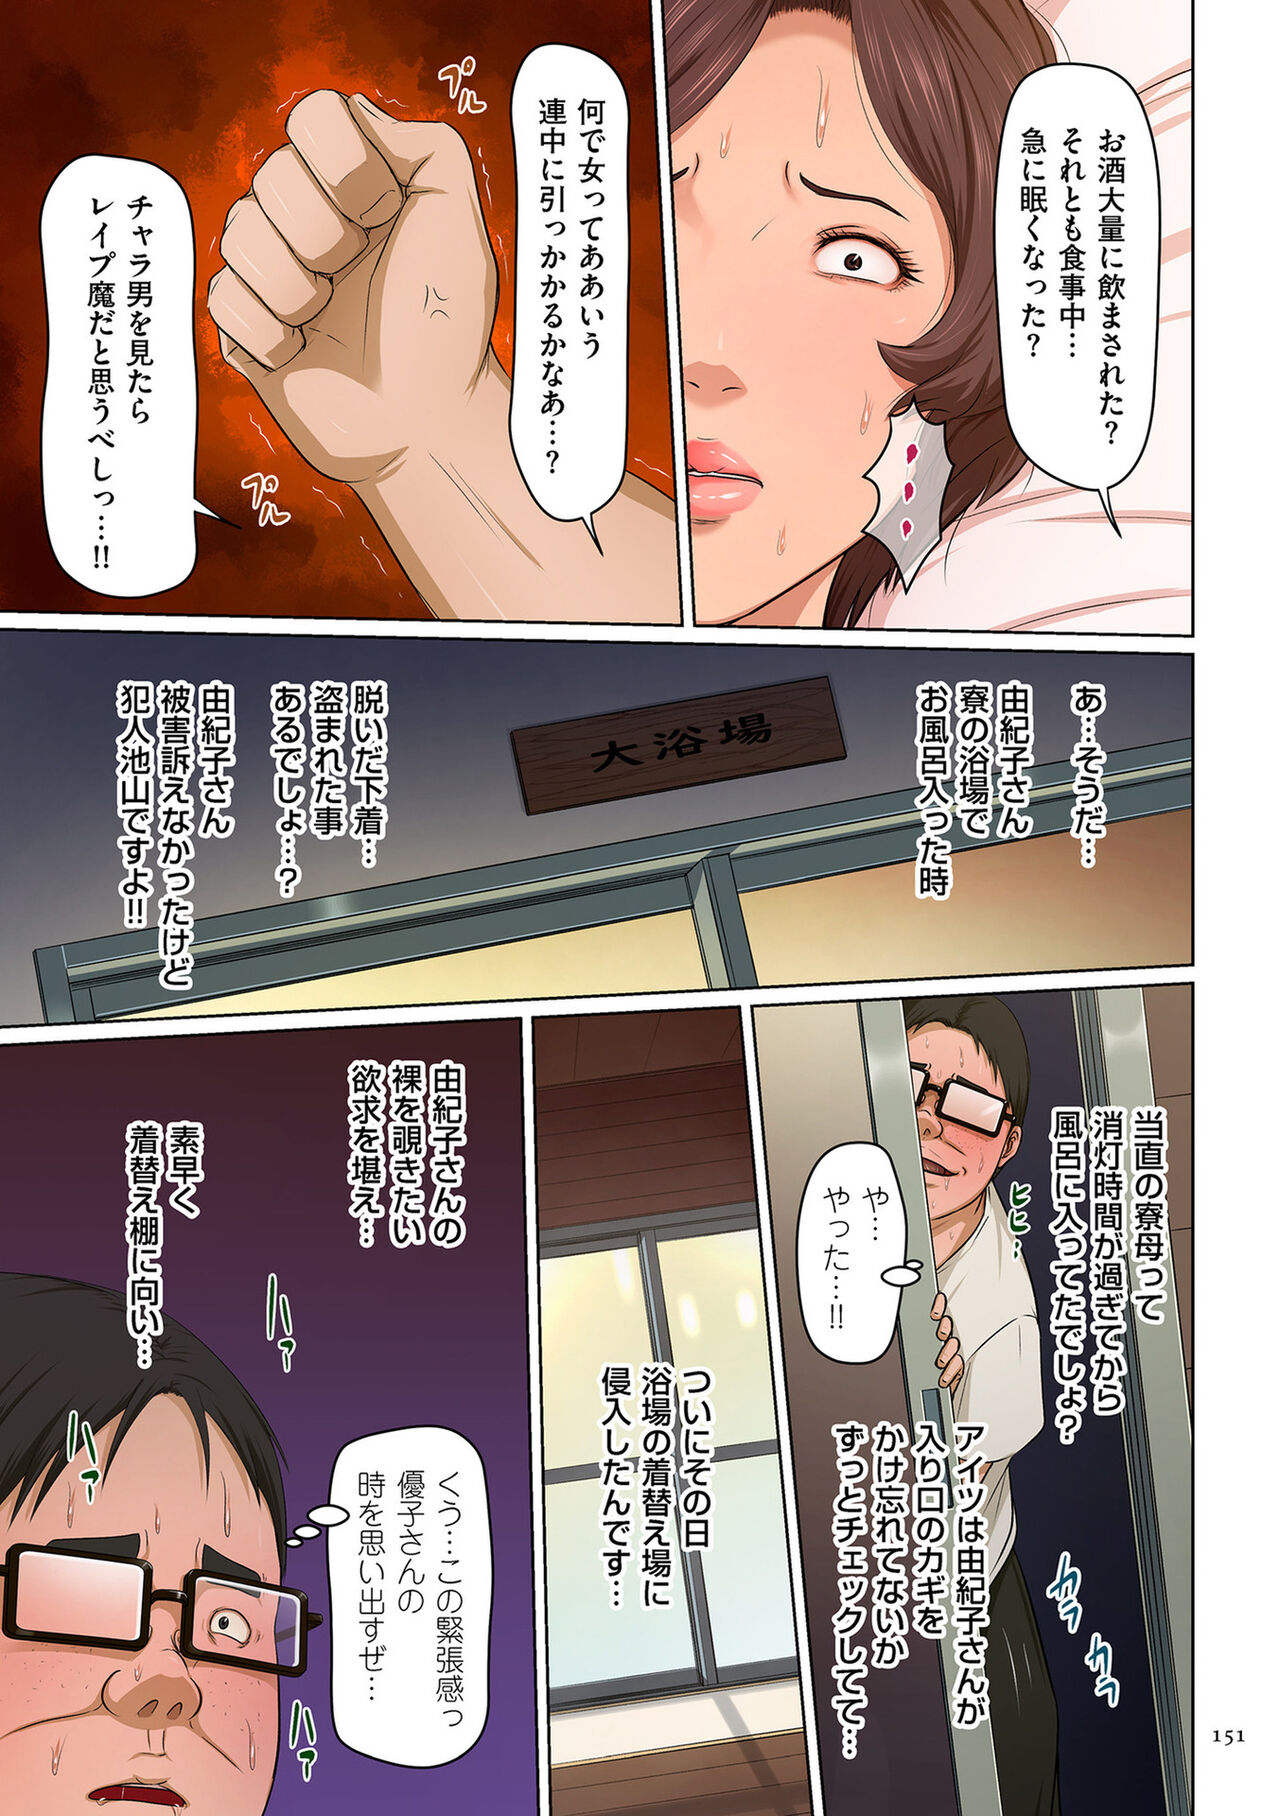 お酒大量に飲まされた?
それとも食事中…
急に眠くなった?
何で女ってああいう
連中に引っかかるかなあ…?
プル
チャラ男を見たら
レイプ魔だと思うべしっ…!!
プル
あ…そうだ…
由紀子さん
寮の浴場で
お風呂入った時
大浴場
脱いだ下着…
盗まれた事
あるでしょ…?
由紀子さん
被害訴えなかったけど
犯人池山ですよ!!
当直の寮母って
消灯時間が過ぎてから
風呂に入ってたでしょ?
ヒヒ…
や…
やった…!!
アイツは由紀子さんが
入り口のカギを
かけ忘れてないか
ずっとチェックしてて…
カラ
カラ
ついにその日
浴場の着替え場に
侵入したんです…
由紀子さんの
裸を覗きたい
欲求を堪え…
素早く
着替え棚に向い…
ハァ
ハァ
くう…この緊張感っ
優子さんの
時を思い出すぜ…
ハァ
151